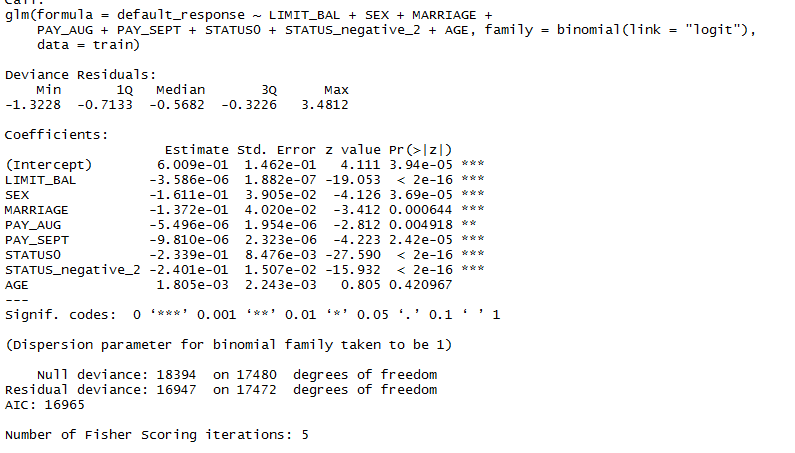 Call:
glm(formula = default_response ~ LIMIT_BAL + SEX + MARRIAGE +
    PAY_AUG + PAY_SEPT + STATUS0 + STATUS_negative_2 + AGE, family = binomial(link = "logit"),
    data = train)

Deviance Residuals:
    Min      1Q  Median      3Q     Max
-1.3228 -0.7133 -0.5682 -0.3226  3.4812

Coefficients:
                    Estimate Std. Error z value Pr(>|z|)
(Intercept)        6.009e-01  1.462e-01   4.111 3.94e-05 ***
LIMIT_BAL         -3.586e-06  1.882e-07 -19.053  < 2e-16 ***
SEX               -1.611e-01  3.905e-02  -4.126 3.69e-05 ***
MARRIAGE          -1.372e-01  4.020e-02  -3.412 0.000644 ***
PAY_AUG           -5.496e-06  1.954e-06  -2.812 0.004918 **
PAY_SEPT          -9.810e-06  2.323e-06  -4.223 2.42e-05 ***
STATUS0           -2.339e-01  8.476e-03 -27.590  < 2e-16 ***
STATUS_negative_2 -2.401e-01  1.507e-02 -15.932  < 2e-16 ***
AGE                1.805e-03  2.243e-03   0.805 0.420967
---
Signif. codes:  0 ‘***’ 0.001 ‘**’ 0.01 ‘*’ 0.05 ‘.’ 0.1 ‘ ’ 1

(Dispersion parameter for binomial family taken to be 1)

    Null deviance: 18394  on 17480  degrees of freedom
Residual deviance: 16947  on 17472  degrees of freedom
AIC: 16965

Number of Fisher Scoring iterations: 5